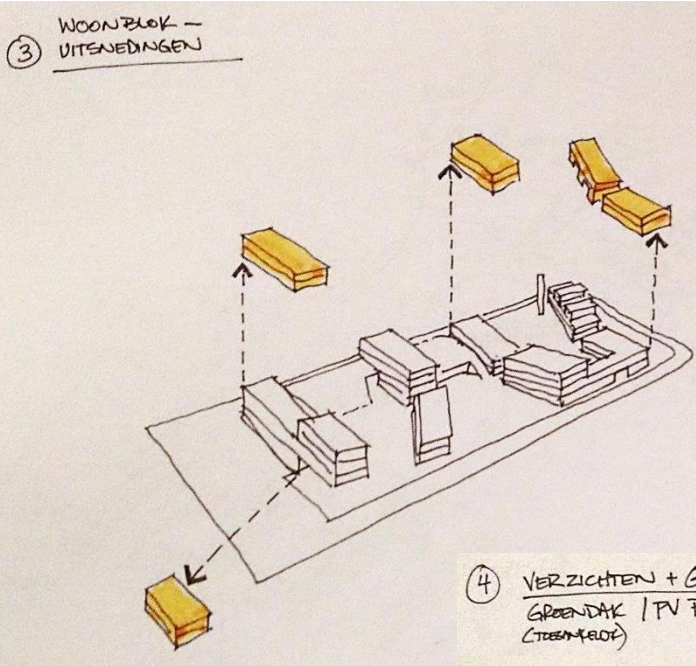 ③ WOONBLOK –
UITSNEDINGEN
④ VERZICHTEN + G
GROENDAK / PV P